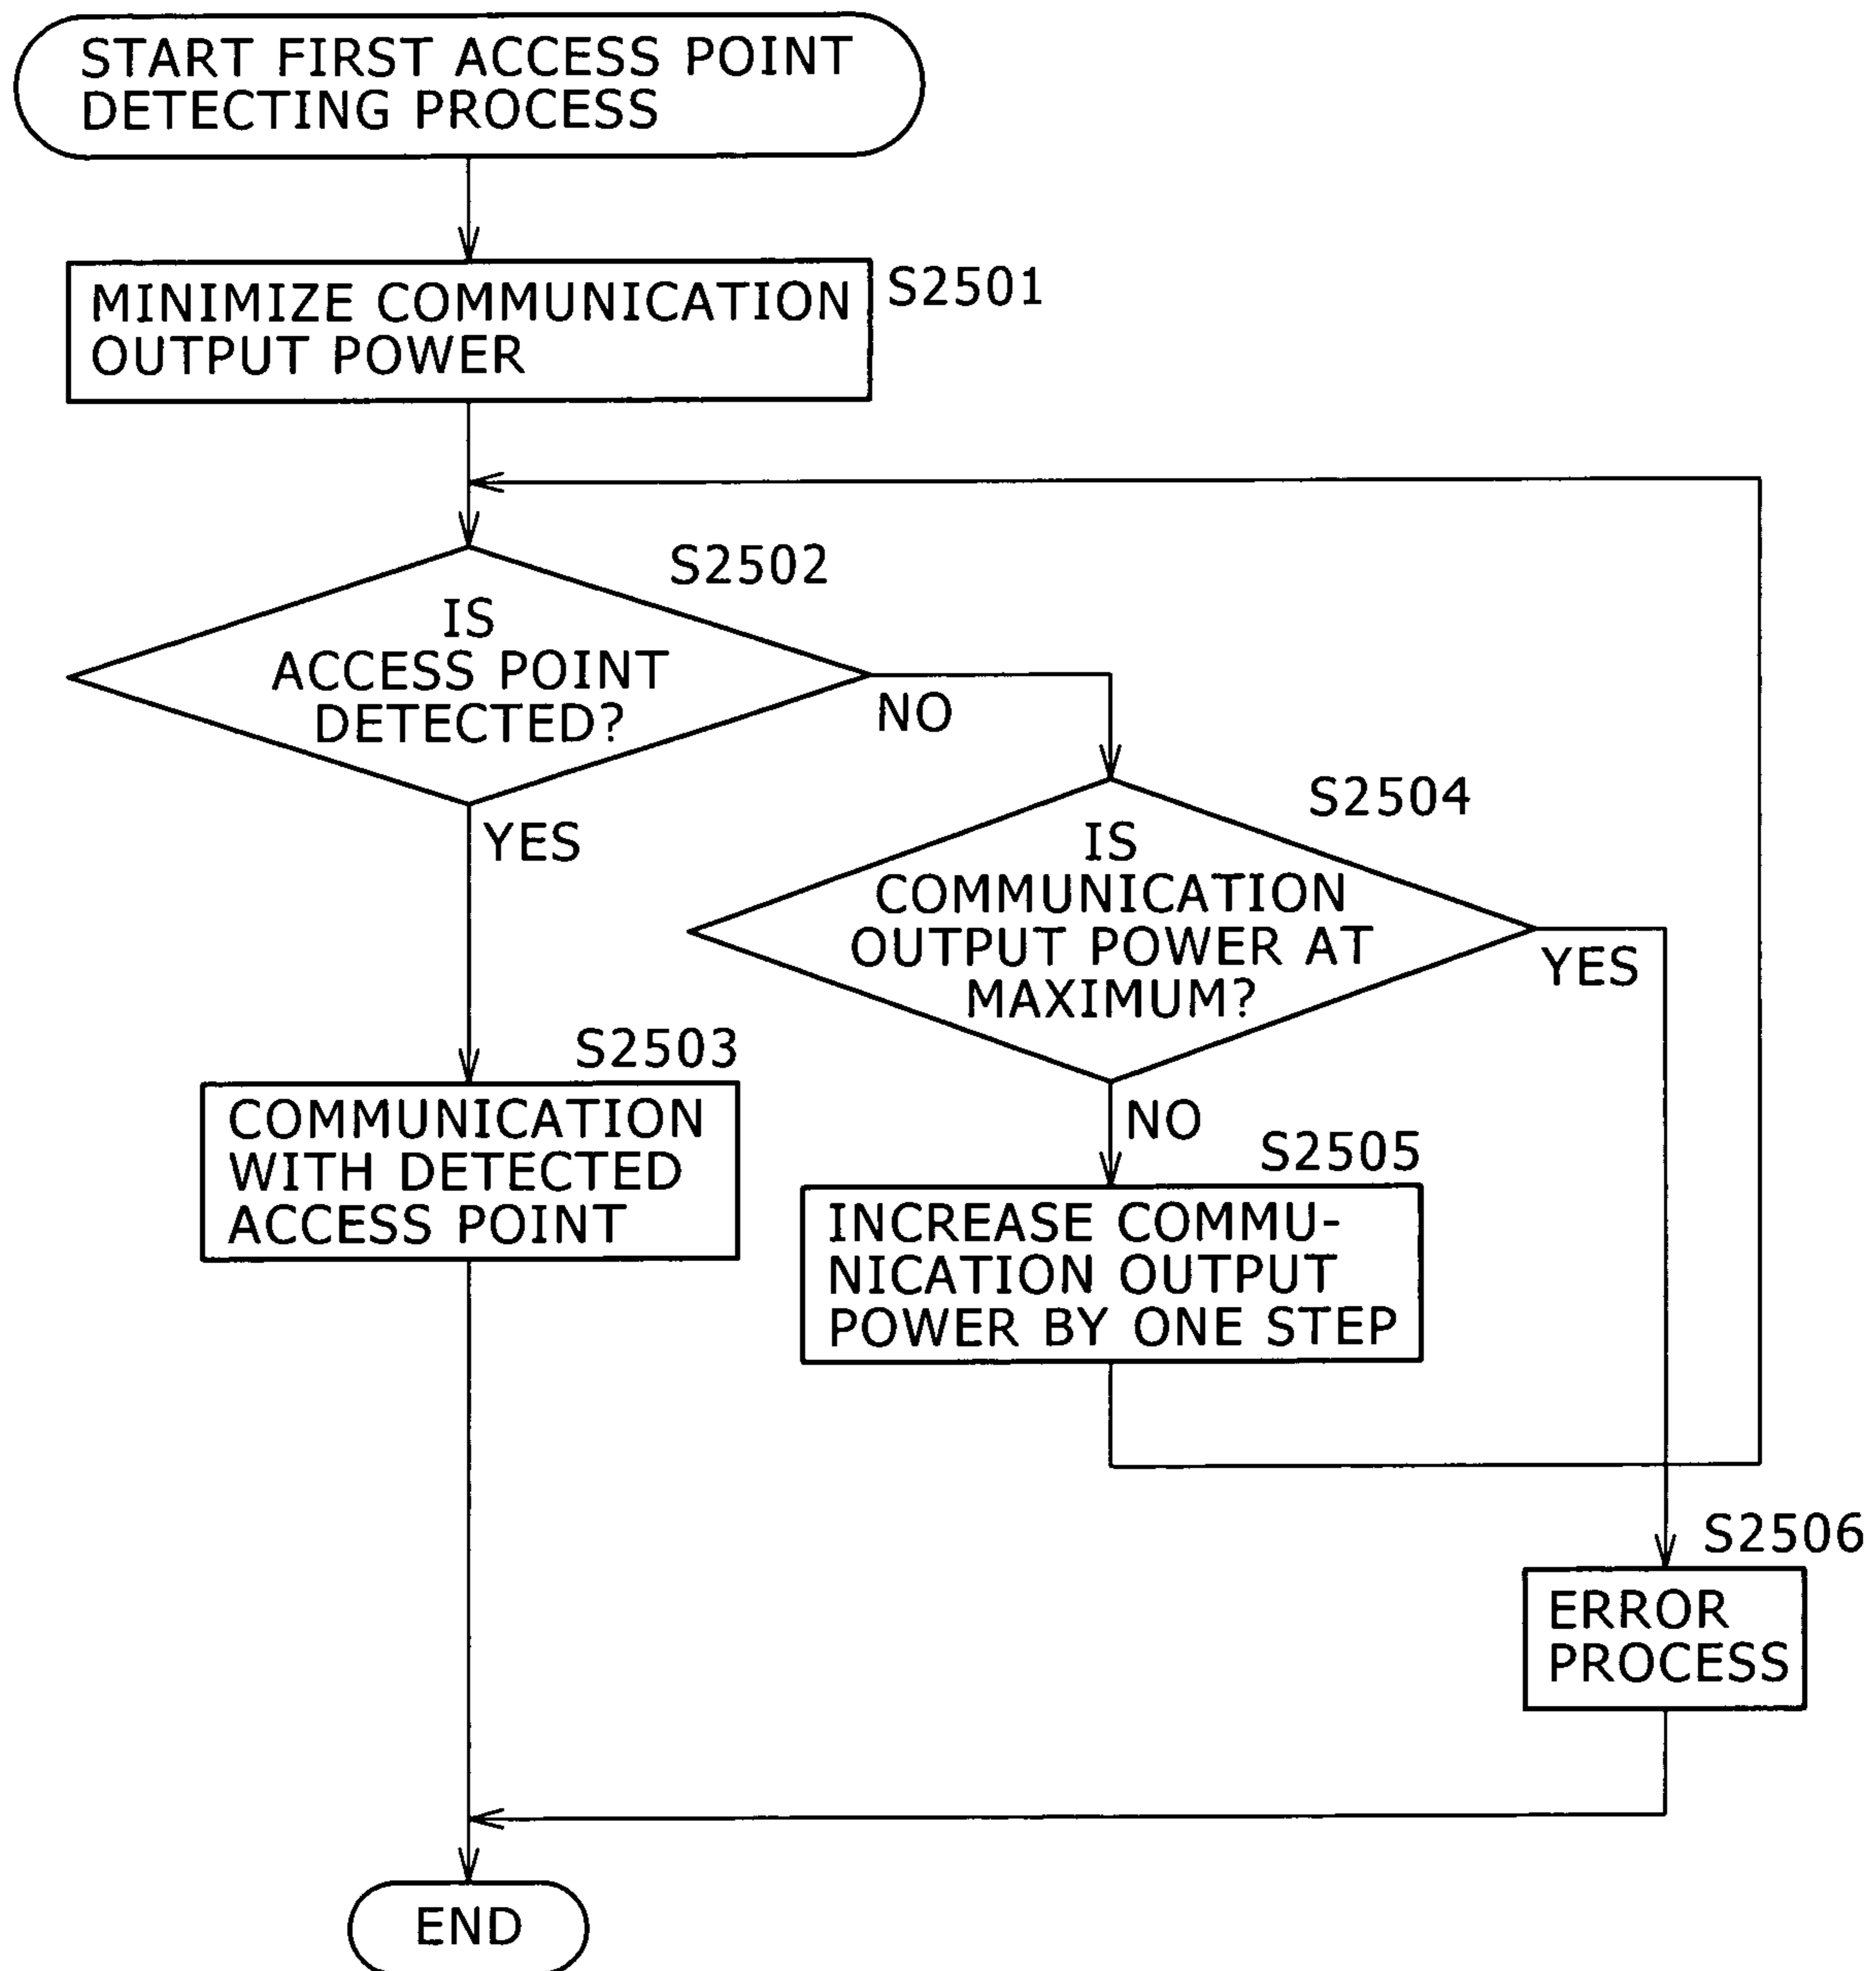 START FIRST ACCESS POINT
DETECTING PROCESS
MINIMIZE COMMUNICATION
OUTPUT POWER
S2501
S2502
IS
ACCESS POINT
DETECTED?
NO
YES
S2504
IS
COMMUNICATION
OUTPUT POWER AT
MAXIMUM?
YES
NO
S2503
COMMUNICATION
WITH DETECTED
ACCESS POINT
S2505
INCREASE COMMU-
NICATION OUTPUT
POWER BY ONE STEP
S2506
ERROR
PROCESS
END